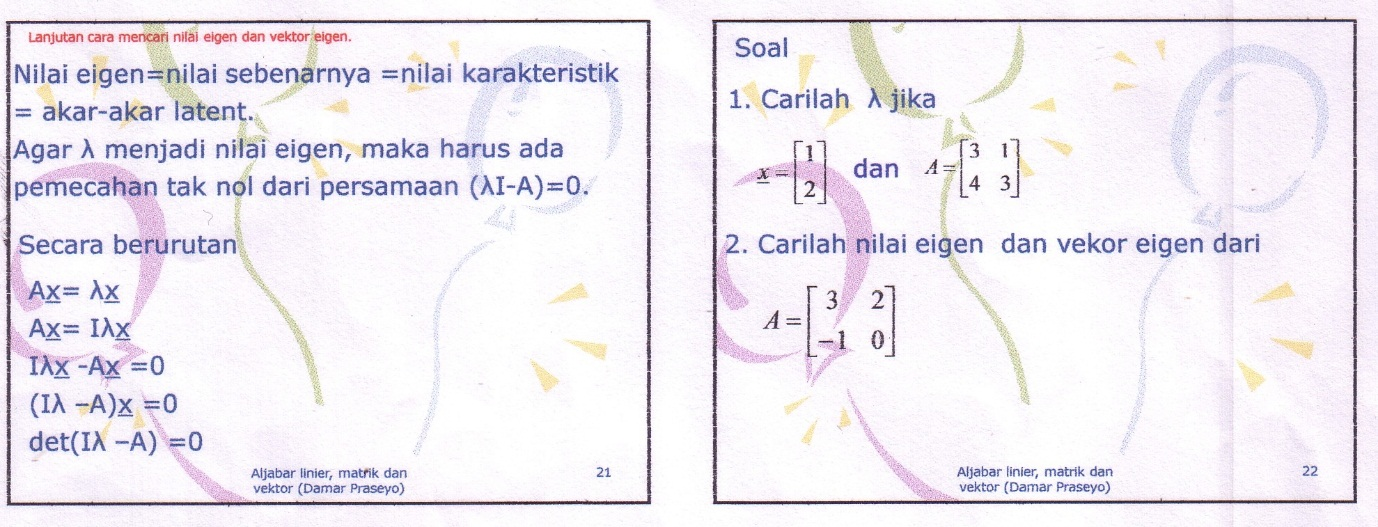 Lanjutan cara mencari nilai eigen dan vektor eigen.
Nilai eigen=nilai sebenarnya =nilai karakteristik
= akar-akar latent.
Agar λ menjadi nilai eigen, maka harus ada
pemecahan tak nol dari persamaan (λI-A)=0.
Secara berurutan
Ax= λx
Ax= Iλx
Iλx -Ax =0
(Iλ –A)x =0
det(Iλ –A) =0
Aljabar linier, matrik dan
vektor (Damar Praseyo)
21
Soal
1. Carilah λ jika
x = [1
2] dan A = [3 1
4 3]
2. Carilah nilai eigen dan vekor eigen dari
A = [3 2
−1 0]
Aljabar linier, matrik dan
vektor (Damar Praseyo)
22